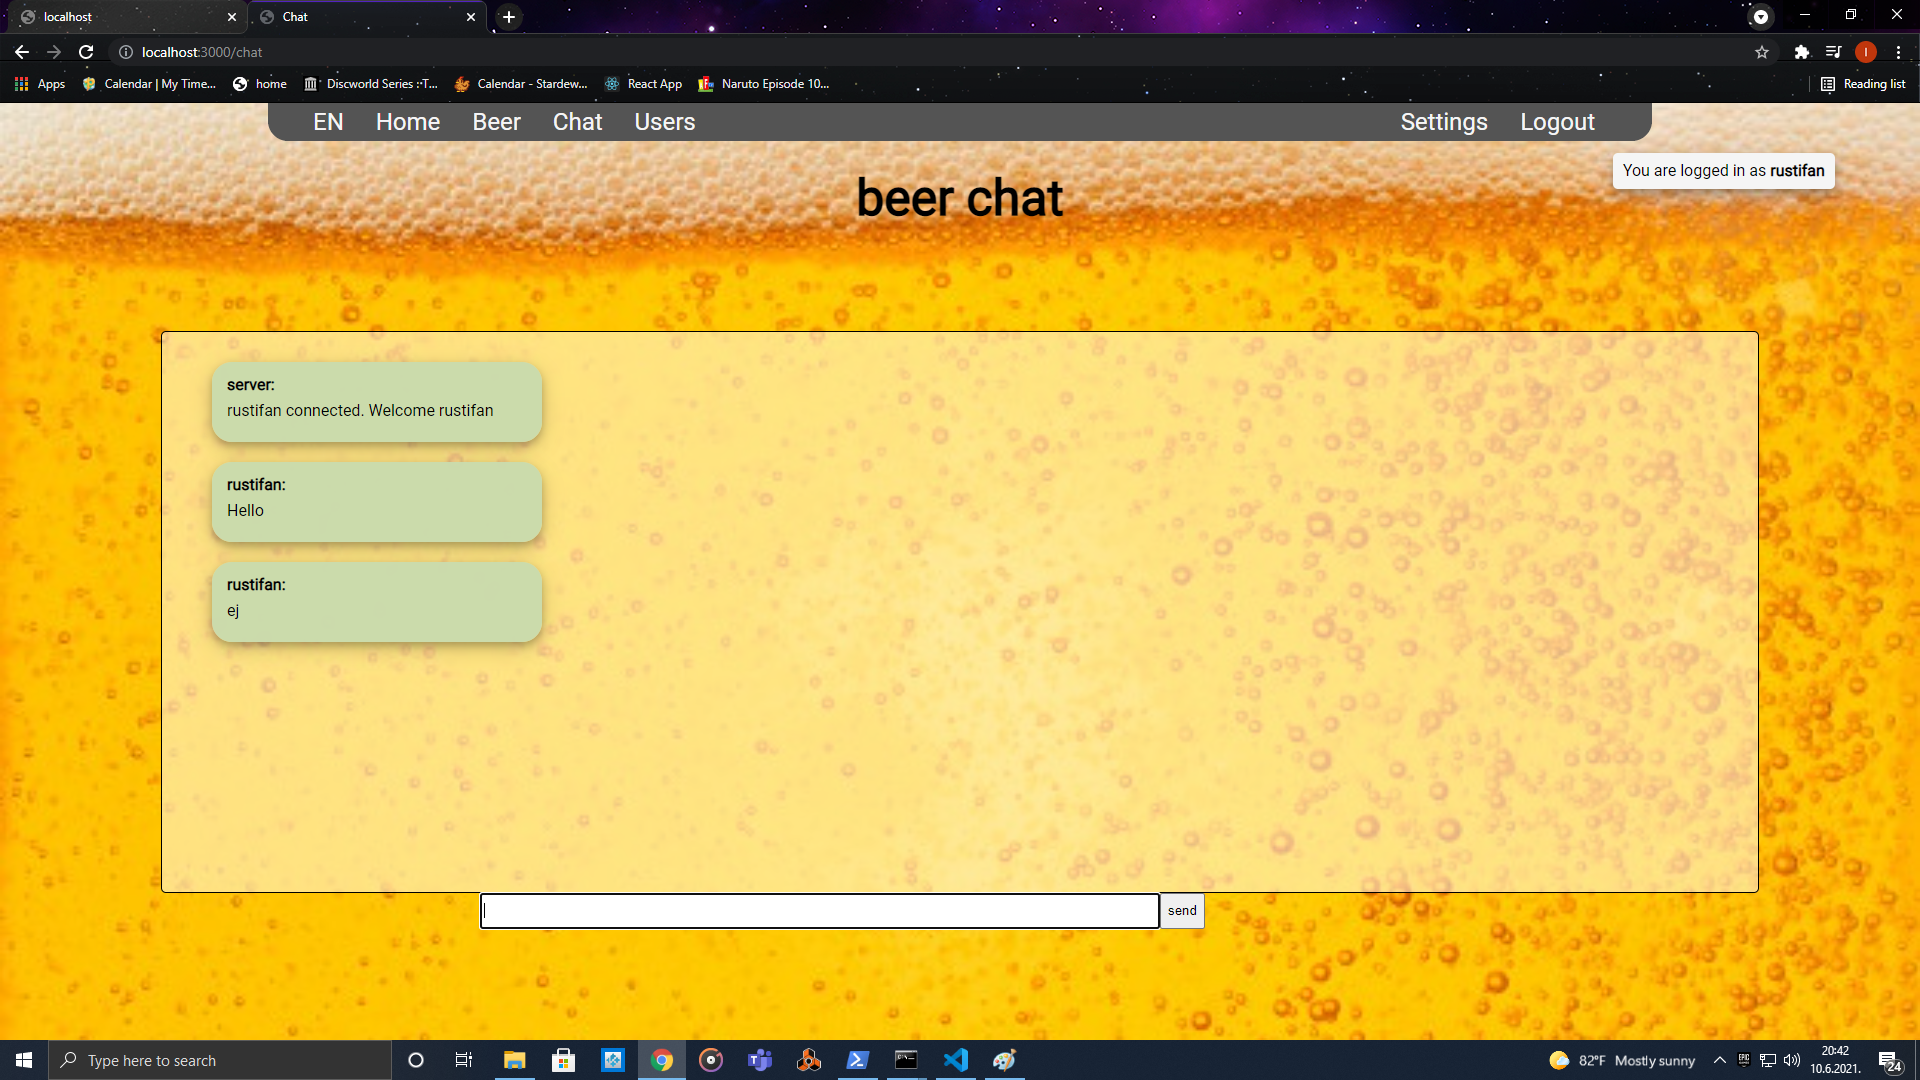 localhost
Chat
localhost:3000/chat
Apps
Calendar | My Time...
home
Discworld Series : T...
Calendar - Stardew...
React App
Naruto Episode 10...
Reading list
EN Home Beer Chat Users Settings Logout
You are logged in as rustifan
beer chat
server:
rustifan connected. Welcome rustifan
rustifan:
Hello
rustifan:
ej
send
Type here to search
82°F Mostly sunny
20:42
10.6.2021.
24